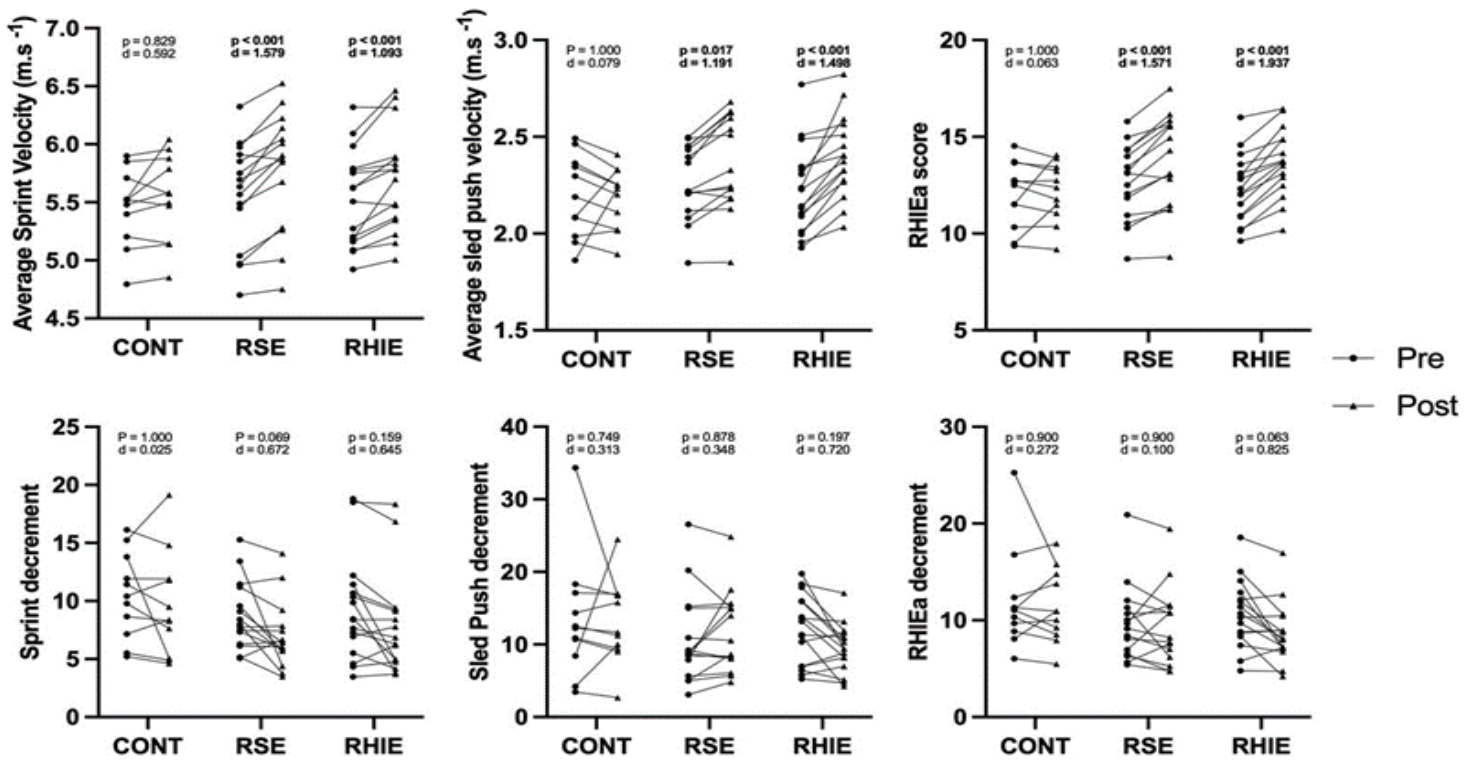 Average Sprint Velocity (m.s -1)
7.0
6.5
6.0
5.5
5.0
4.5
p = 0.829
d = 0.592
p < 0.001
d = 1.579
p < 0.001
d = 1.093
CONT RSE RHIE
Average sled push velocity (m.s -1)
3.0
2.5
2.0
1.5
P = 1.000
d = 0.079
p = 0.017
d = 1.191
p < 0.001
d = 1.498
CONT RSE RHIE
RHIEa score
20
15
10
5
p = 1.000
d = 0.063
p < 0.001
d = 1.571
p < 0.001
d = 1.937
CONT RSE RHIE
Pre
Post
Sprint decrement
25
20
15
10
5
0
P = 1.000
d = 0.025
P = 0.069
d = 0.672
p = 0.159
d = 0.645
CONT RSE RHIE
Sled Push decrement
40
30
20
10
0
p = 0.749
d = 0.313
p = 0.878
d = 0.348
p = 0.197
d = 0.720
CONT RSE RHIE
RHIEa decrement
30
20
10
0
p = 0.900
d = 0.272
p = 0.900
d = 0.100
p = 0.063
d = 0.825
CONT RSE RHIE